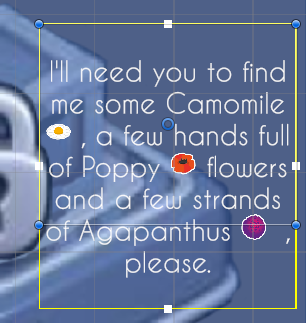 I'll need you to find
me some Camomile
, a few hands full
of Poppy flowers
and a few strands
of Agapanthus ,
please.